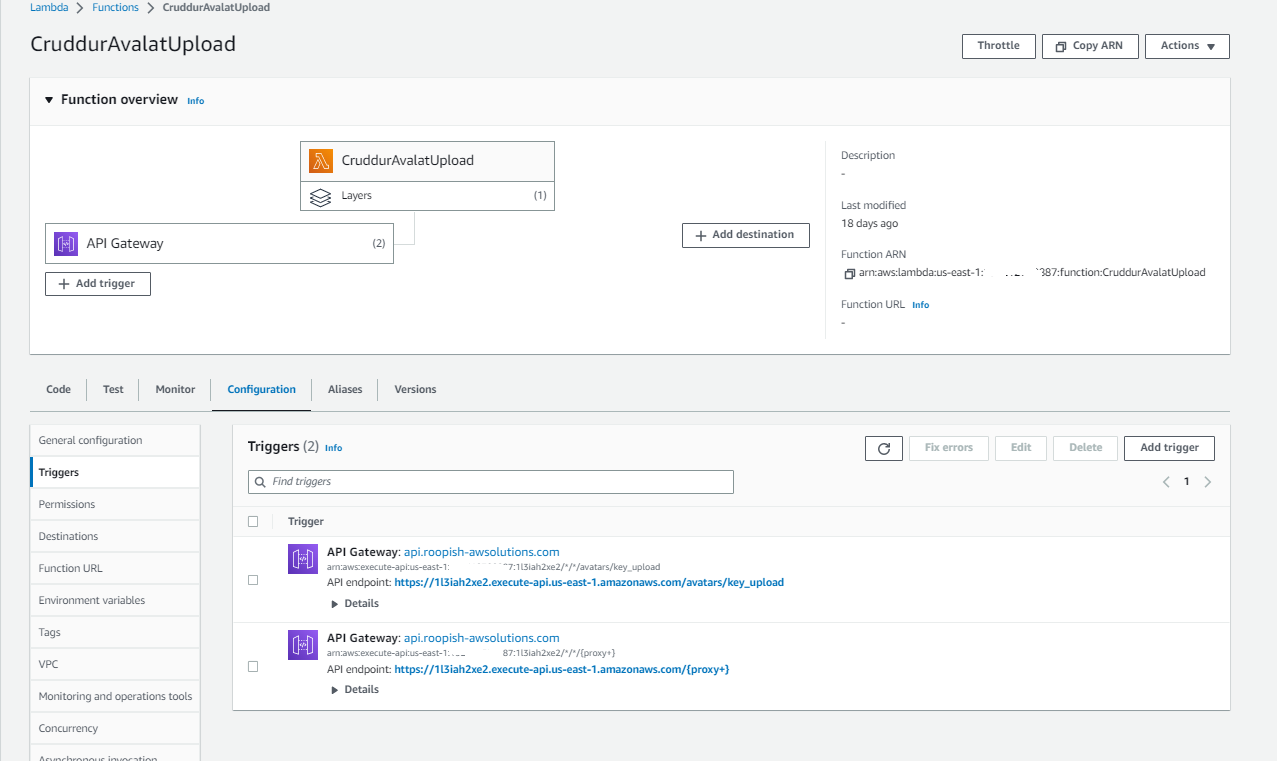 Lambda > Functions > CruddurAvalatUpload
CruddurAvalatUpload
Throttle
Copy ARN
Actions
Function overview Info
CruddurAvalatUpload
Layers (1)
API Gateway (2)
+ Add trigger
+ Add destination
Description
-
Last modified
18 days ago
Function ARN
arn:aws:lambda:us-east-1: 387:function:CruddurAvalatUpload
Function URL Info
-
Code
Test
Monitor
Configuration
Aliases
Versions
General configuration
Triggers
Permissions
Destinations
Function URL
Environment variables
Tags
VPC
Monitoring and operations tools
Concurrency
Asynchronous invocation
Triggers (2) Info
Fix errors
Edit
Delete
Add trigger
Find triggers
< 1 >
Trigger
API Gateway: api.roopish-awsolutions.com
arn:aws:execute-api:us-east-1: 7:1l3iah2xe2/*/*/avatars/key_upload
API endpoint: https://1l3iah2xe2.execute-api.us-east-1.amazonaws.com/avatars/key_upload
Details
API Gateway: api.roopish-awsolutions.com
arn:aws:execute-api:us-east-1: 87:1l3iah2xe2/*/*/{proxy+}
API endpoint: https://1l3iah2xe2.execute-api.us-east-1.amazonaws.com/{proxy+}
Details